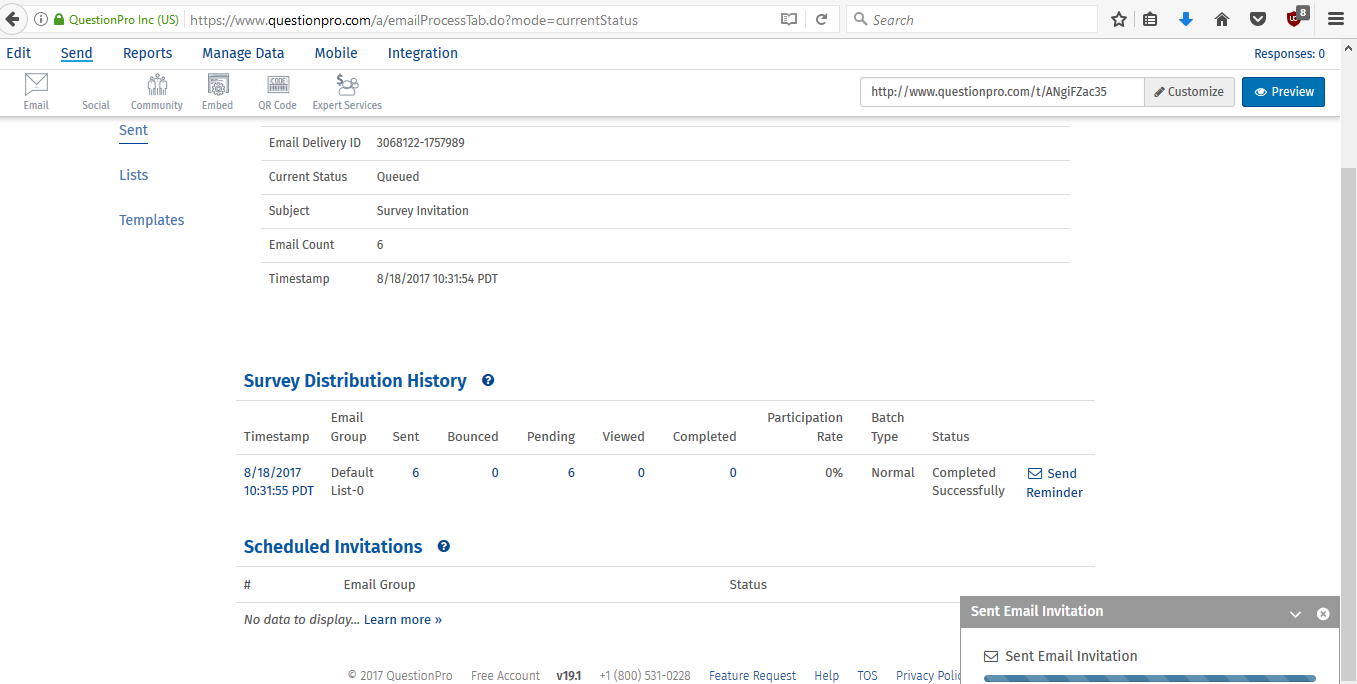 QuestionPro Inc (US) https://www.questionpro.com/a/emailProcessTab.do?mode=currentStatus Search 8
Edit Send Reports Manage Data Mobile Integration Responses: 0
Email Social Community Embed QR Code Expert Services http://www.questionpro.com/t/ANgiFZac35 Customize Preview
Sent
Lists
Templates
Email Delivery ID 3068122-1757989
Current Status Queued
Subject Survey Invitation
Email Count 6
Timestamp 8/18/2017 10:31:54 PDT
Survey Distribution History ?
Timestamp Email Group Sent Bounced Pending Viewed Completed Participation Rate Batch Type Status
8/18/2017 Default 6 0 6 0 0 0% Normal Completed Send
10:31:55 PDT List-0 Successfully Reminder
Scheduled Invitations ?
# Email Group Status
No data to display... Learn more »
© 2017 QuestionPro Free Account v19.1 +1 (800) 531-0228 Feature Request Help TOS Privacy Polic
Sent Email Invitation
Sent Email Invitation